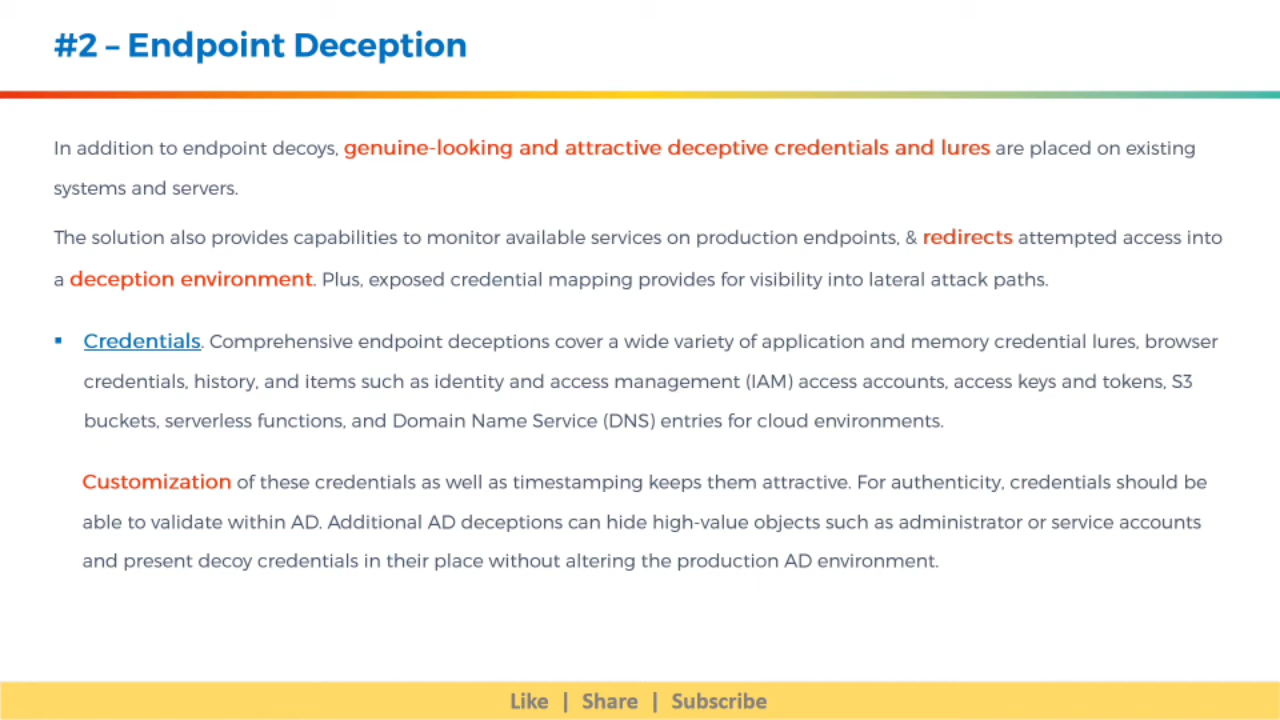 #2 – Endpoint Deception
In addition to endpoint decoys, genuine-looking and attractive deceptive credentials and lures are placed on existing
systems and servers.
The solution also provides capabilities to monitor available services on production endpoints, & redirects attempted access into
a deception environment. Plus, exposed credential mapping provides for visibility into lateral attack paths.
▪ Credentials. Comprehensive endpoint deceptions cover a wide variety of application and memory credential lures, browser
credentials, history, and items such as identity and access management (IAM) access accounts, access keys and tokens, S3
buckets, serverless functions, and Domain Name Service (DNS) entries for cloud environments.
Customization of these credentials as well as timestamping keeps them attractive. For authenticity, credentials should be
able to validate within AD. Additional AD deceptions can hide high-value objects such as administrator or service accounts
and present decoy credentials in their place without altering the production AD environment.
Like | Share | Subscribe